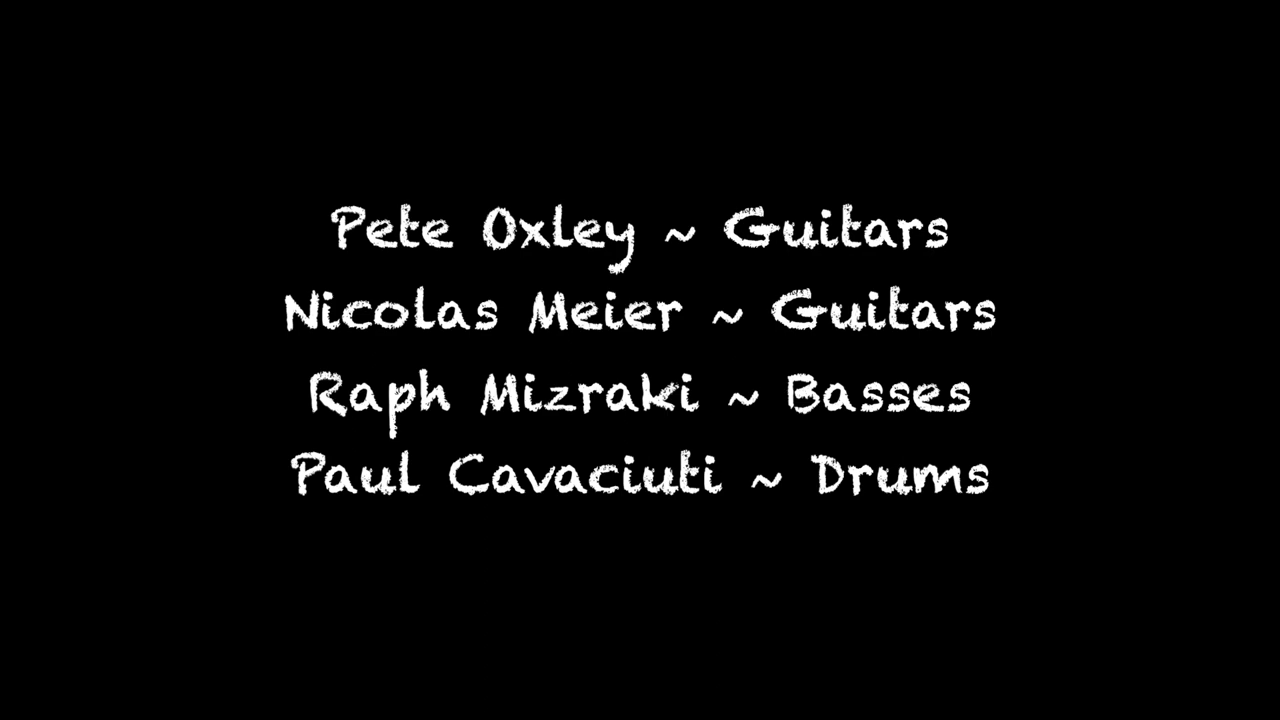 Pete Oxley ~ Guitars
Nicolas Meier ~ Guitars
Raph Mizraki ~ Basses
Paul Cavaciuti ~ Drums